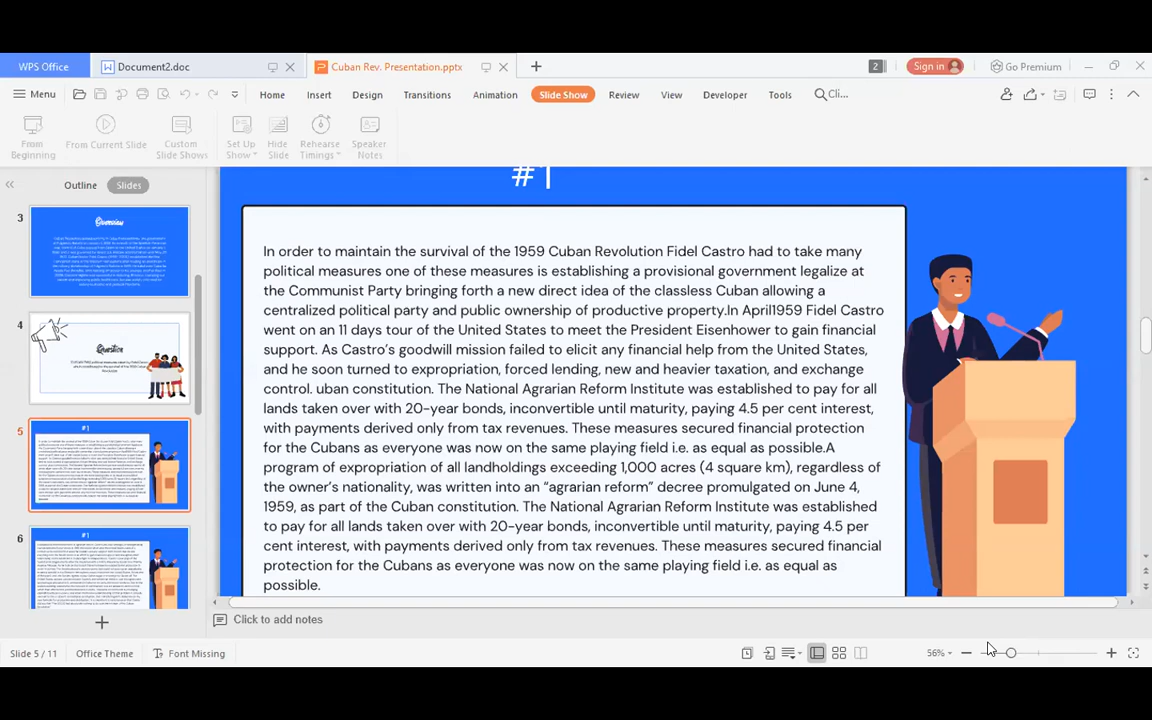 WPS Office
Document2.doc
Cuban Rev. Presentation.pptx
2
Sign in
Go Premium
Menu
Home
Insert
Design
Transitions
Animation
Slide Show
Review
View
Developer
Tools
Cli...
From Beginning
From Current Slide
Custom Slide Shows
Set Up Show
Hide Slide
Rehearse Timings
Speaker Notes
Outline
Slides
3
Overview
4
Question
5
#1
6
#1
#1
In order to maintain the survival of the1959 Cuban Revolution Fidel Castro had to take many
political measures one of these measures is establishing a provisional government legalize at
the Communist Party bringing forth a new direct idea of the classless Cuban allowing a
centralized political party and public ownership of productive property.In April1959 Fidel Castro
went on an 11 days tour of the United States to meet the President Eisenhower to gain financial
support. As Castro's goodwill mission failed to elicit any financial help from the United States,
and he soon turned to expropriation, forced lending, new and heavier taxation, and exchange
control. uban constitution. The National Agrarian Reform Institute was established to pay for all
lands taken over with 20-year bonds, inconvertible until maturity, paying 4.5 per cent interest,
with payments derived only from tax revenues. These measures secured financial protection
for the Cubans as everyone was now on the same playing field i.e. as equal as possible.A
program of expropriation of all landholdings exceeding 1,000 acres (4 square km), regardless of
the owner's nationality, was written in an "agrarian reform" decree proclaimed on June 4,
1959, as part of the Cuban constitution. The National Agrarian Reform Institute was established
to pay for all lands taken over with 20-year bonds, inconvertible until maturity, paying 4.5 per
cent interest, with payments derived only from tax revenues. These measures secured financial
protection for the Cubans as everyone was now on the same playing field i.e. as equal as
possible.
Click to add notes
Slide 5 / 11
Office Theme
Font Missing
56%